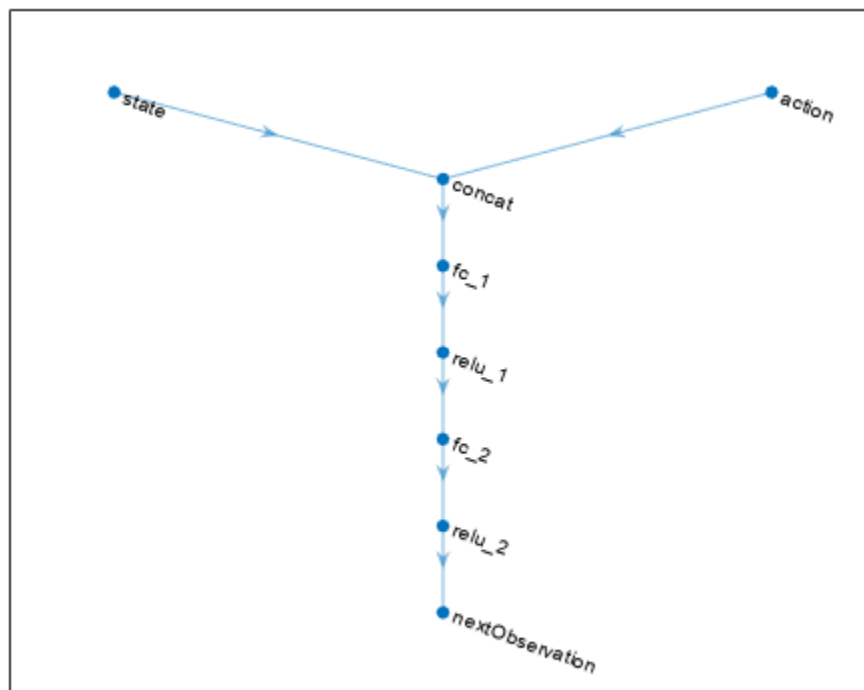 state
action
concat
fc_1
relu_1
fc_2
relu_2
nextObservation